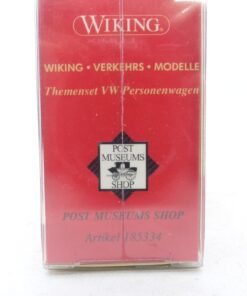 WIKING®
WIKING • VERKEHRS • MODELLE
Themenset VW Personenwagen
POST
MUSEUMS
SHOP
POST MUSEUMS SHOP
Artikel 185334